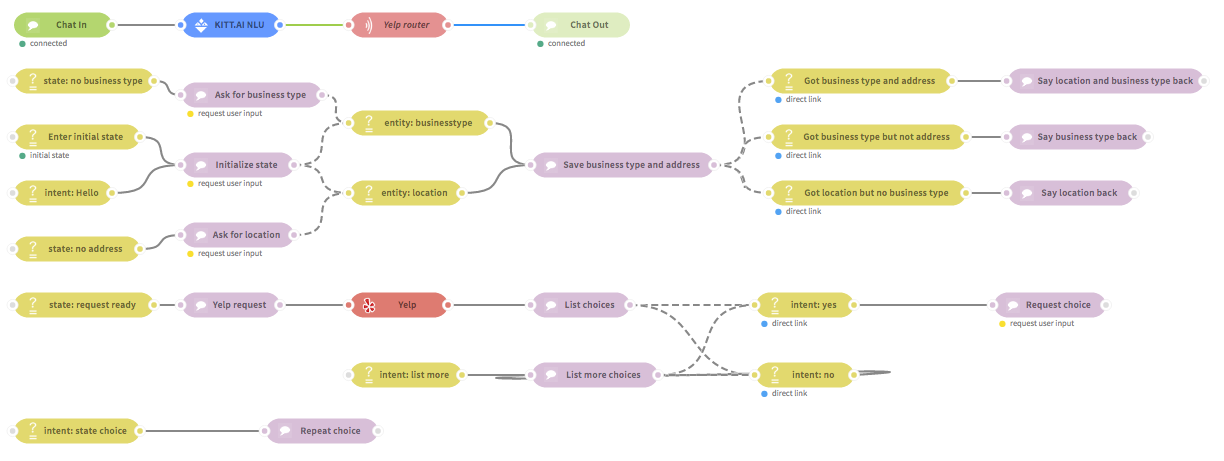 Chat In
KITT.AI NLU
Yelp router
Chat Out
connected
connected
state: no business type
Ask for business type
request user input
Got business type and address
direct link
Say location and business type back
Enter initial state
initial state
entity: businesstype
Got business type but not address
direct link
Say business type back
Initialize state
request user input
Save business type and address
intent: Hello
entity: location
Got location but no business type
direct link
Say location back
state: no address
Ask for location
request user input
state: request ready
Yelp request
Yelp
List choices
intent: yes
direct link
Request choice
request user input
intent: list more
List more choices
intent: no
direct link
intent: state choice
Repeat choice